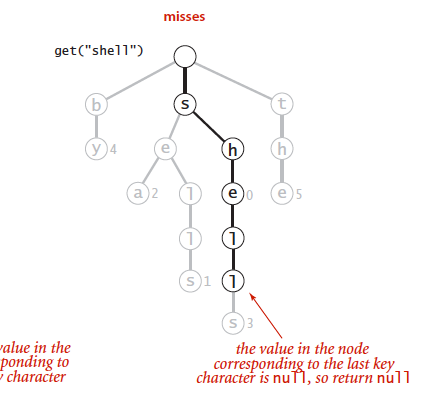 misses
get("shell")
b s t
y 4 e h h
a 2 l e 0 e 5
l l
s 1 l
s 3
value in the
ponding to
y character
the value in the node
corresponding to the last key
character is null, so return null